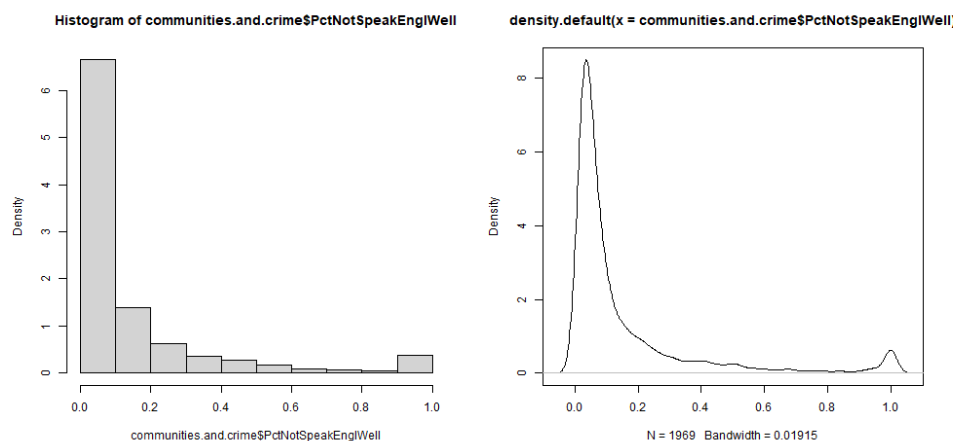 Histogram of communities.and.crime$PctNotSpeakEnglWell
Density
0
1
2
3
4
5
6
0.0 0.2 0.4 0.6 0.8 1.0
communities.and.crime$PctNotSpeakEnglWell
density.default(x = communities.and.crime$PctNotSpeakEnglWell)
Density
0
2
4
6
8
0.0 0.2 0.4 0.6 0.8 1.0
N = 1969 Bandwidth = 0.01915